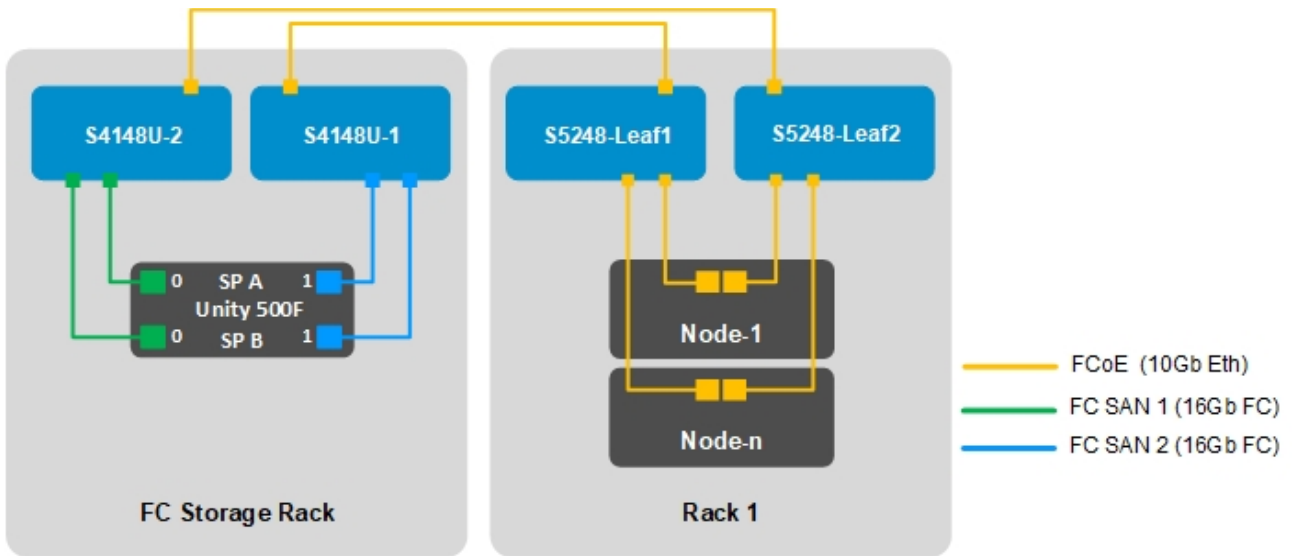 S4148U-2
S4148U-1
S5248-Leaf1
S5248-Leaf2
0 SP A 1
Unity 500F
0 SP B 1
Node-1
Node-n
FCoE (10Gb Eth)
FC SAN 1 (16Gb FC)
FC SAN 2 (16Gb FC)
FC Storage Rack
Rack 1